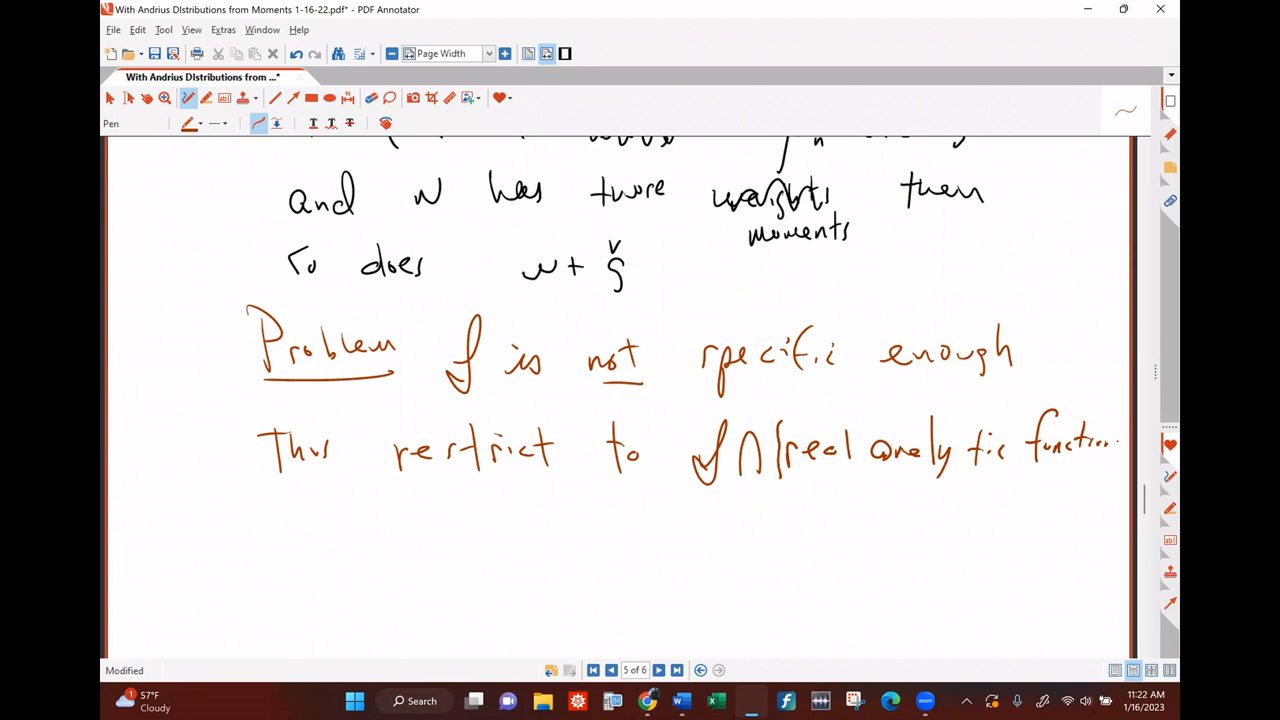 With Andrius DIstributions from Moments 1-16-22.pdf* - PDF Annotator
File Edit Tool View Extras Window Help
Page Width
With Andrius DIstributions from ...*
Pen
and w has those weights then
moments
so does w +
Problem S is not specific enough
Thus restrict to S ∩ { real analytic function
Modified
5 of 6
57°F
Cloudy
Search
zoom
11:22 AM
1/16/2023